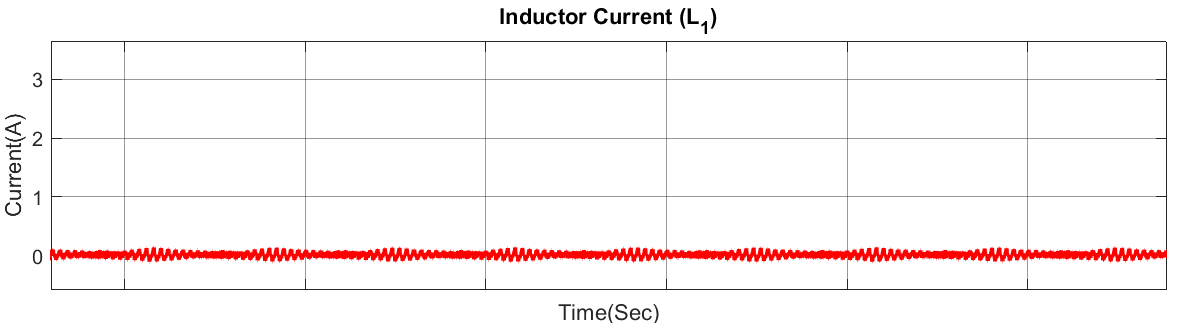 Inductor Current (L1)
3
2
1
0
Current(A)
Time(Sec)